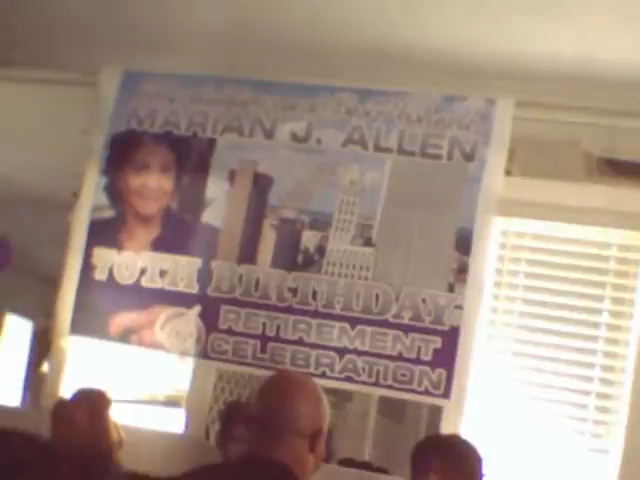 MARIAN J. ALLEN
70TH BIRTHDAY
RETIREMENT
CELEBRATION